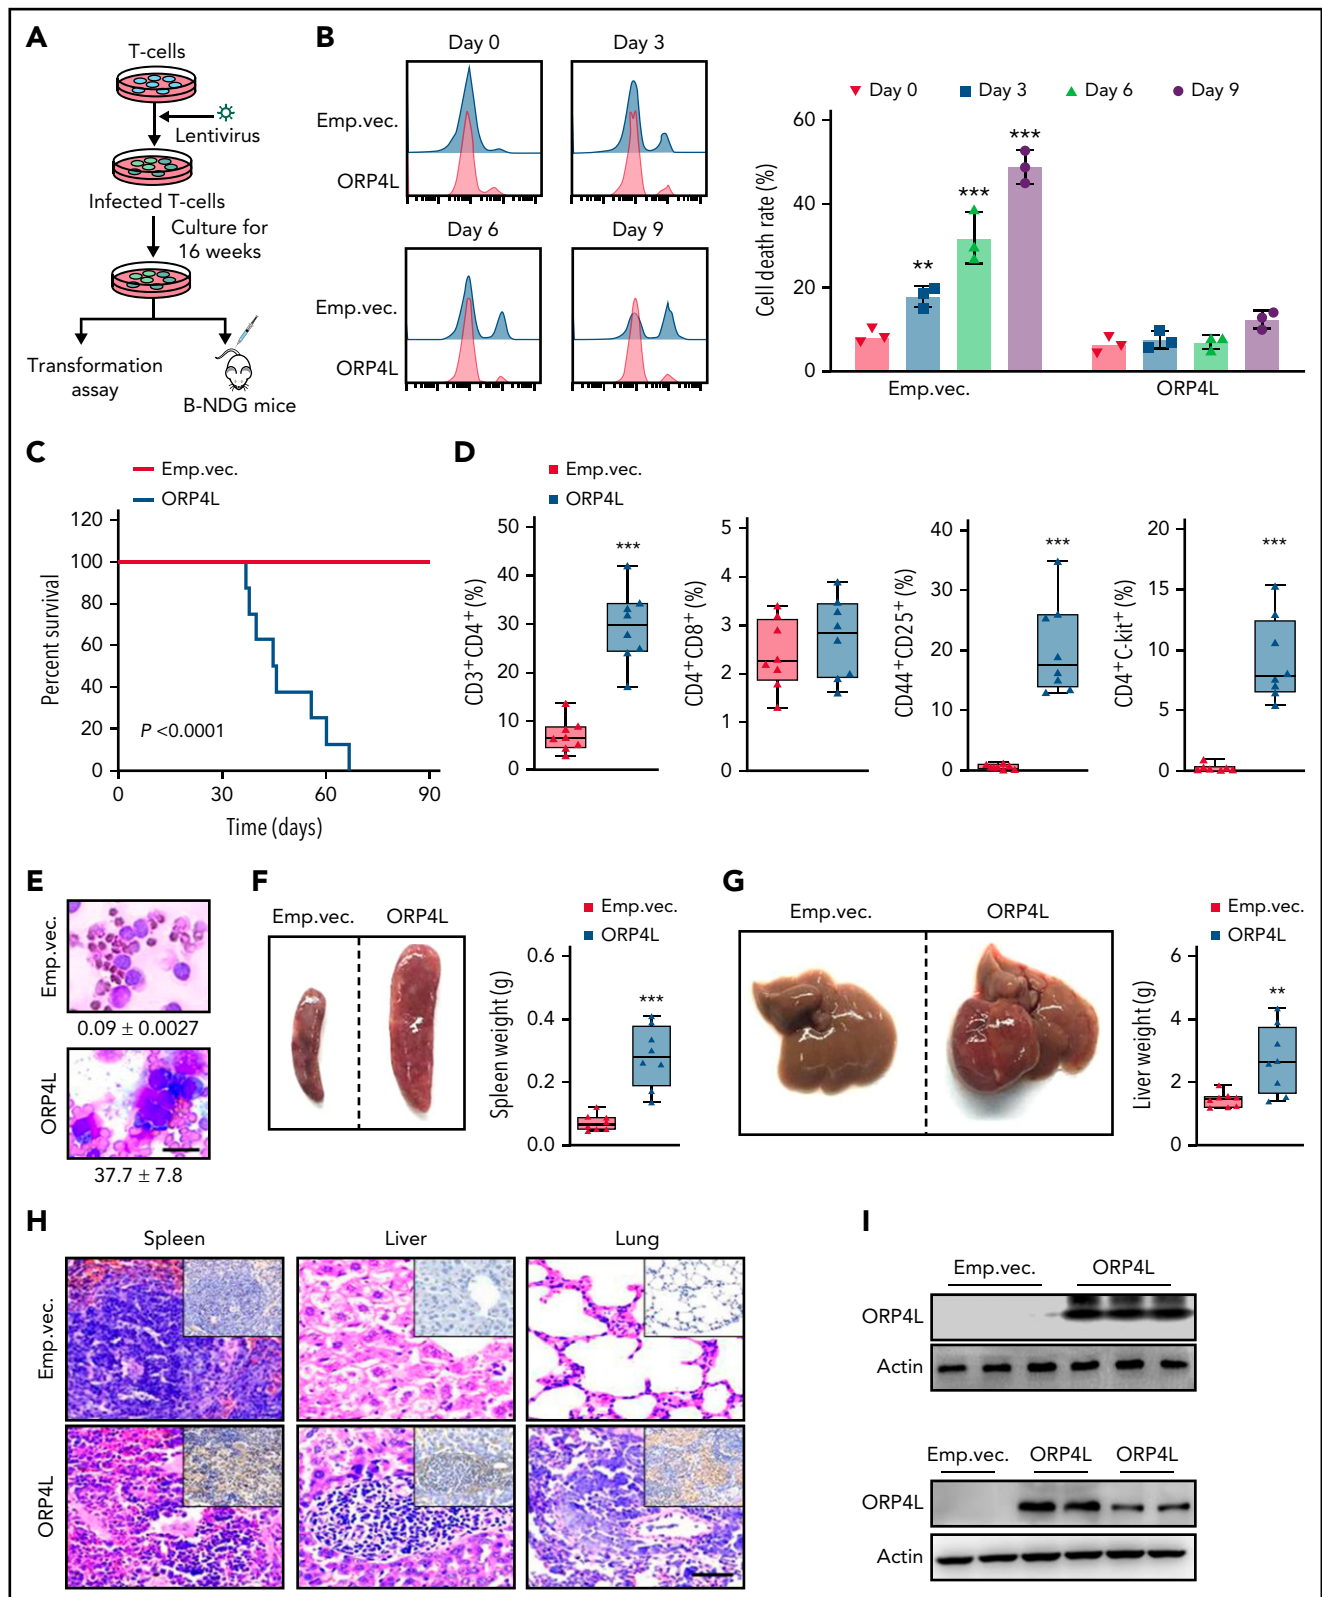 A
T-cells
Lentivirus
Infected T-cells
Culture for
16 weeks
Transformation
assay
B-NDG mice
B
Day 0
Day 3
Emp.vec.
ORP4L
Day 6
Day 9
Emp.vec.
ORP4L
Day 0
Day 3
Day 6
Day 9
Cell death rate (%)
60
40
20
0
**
***
***
Emp.vec.
ORP4L
C
Emp.vec.
ORP4L
Percent survival
120
100
80
60
40
20
0
P <0.0001
0
30
60
90
Time (days)
D
Emp.vec.
ORP4L
CD3+CD4+ (%)
50
40
30
20
10
0
***
CD4+CD8+ (%)
5
4
3
2
1
0
CD44+CD25+ (%)
40
30
20
10
0
***
CD4+C-kit+ (%)
20
15
10
5
0
***
E
Emp.vec.
0.09 ± 0.0027
ORP4L
37.7 ± 7.8
F
Emp.vec.
ORP4L
Emp.vec.
ORP4L
Spleen weight (g)
0.6
0.4
0.2
0.0
***
G
Emp.vec.
ORP4L
Emp.vec.
ORP4L
Liver weight (g)
6
4
2
0
**
H
Spleen
Liver
Lung
Emp.vec.
ORP4L
I
Emp.vec.
ORP4L
ORP4L
Actin
Emp.vec.
ORP4L
ORP4L
ORP4L
Actin